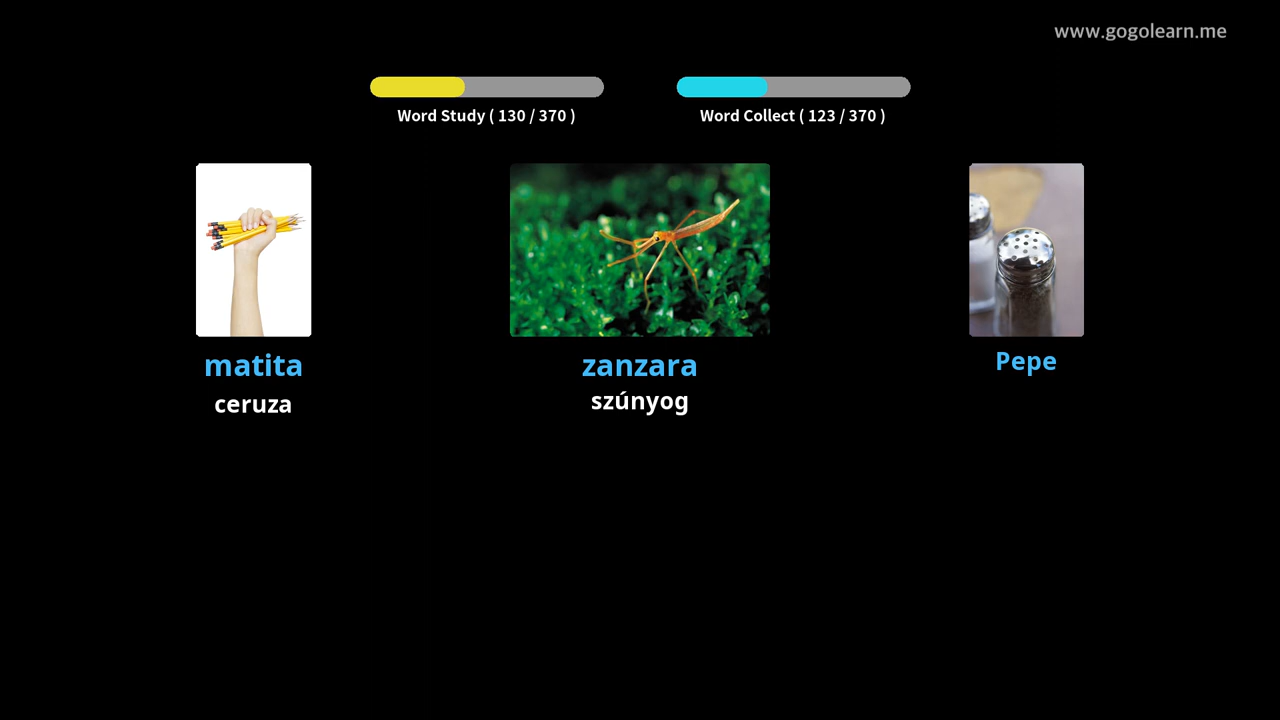 www.gogolearn.me
Word Study ( 130 / 370 )
Word Collect ( 123 / 370 )
matita
ceruza
zanzara
szúnyog
Pepe